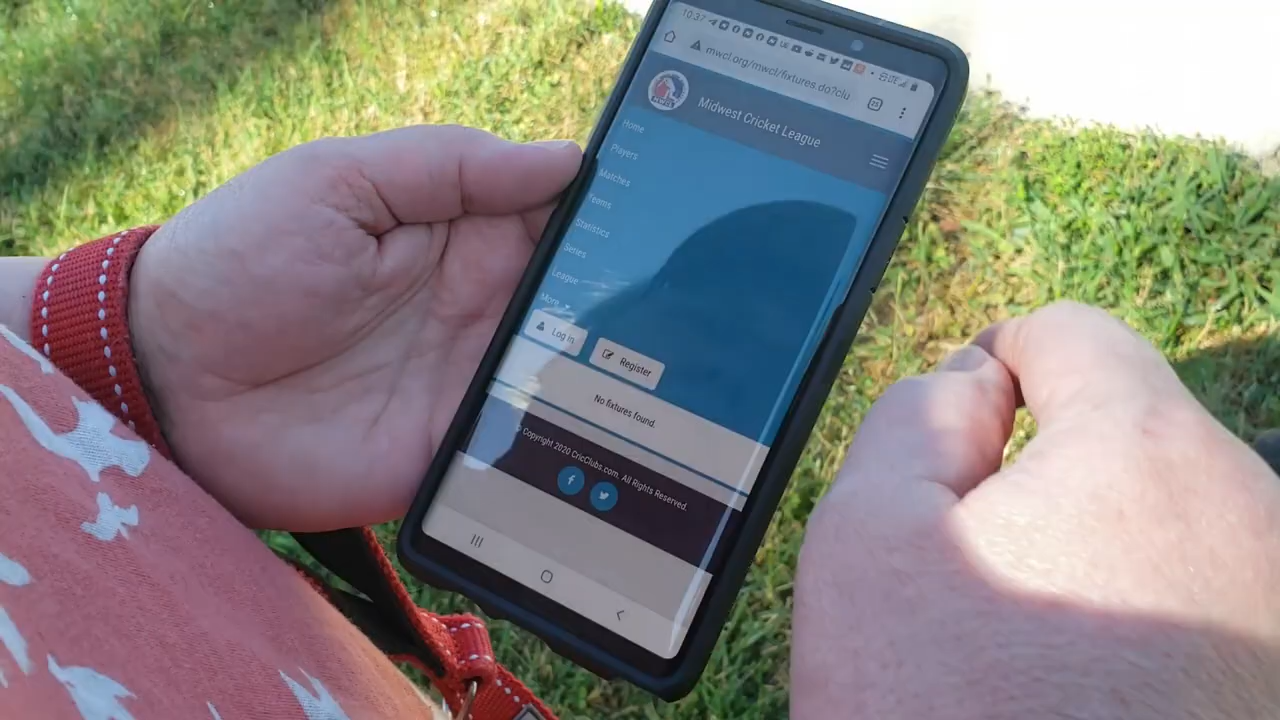 10:37
mwcl.org/mwcl/fixtures.do?clu
MWCL
Midwest Cricket League
Home
Players
Matches
Teams
Statistics
Series
League
More
Log in
Register
No fixtures found.
© Copyright 2020 CricClubs.com. All Rights Reserved.